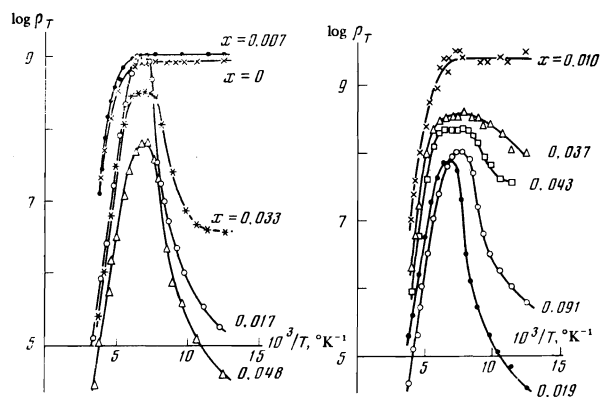 log ρ_T
9
7
5
5
10
15
10³/T, °K⁻¹
x=0.007
x=0
x=0.033
0.017
0.048
log ρ_T
9
7
5
5
10
15
10³/T, °K⁻¹
x=0.010
0.037
0.043
0.091
0.019